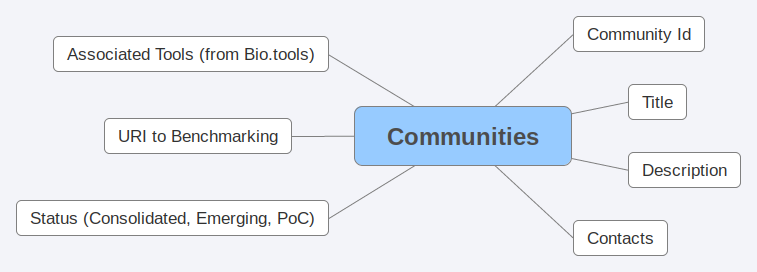 Community Id
Associated Tools (from Bio.tools)
Title
Communities
URI to Benchmarking
Description
Status (Consolidated, Emerging, PoC)
Contacts